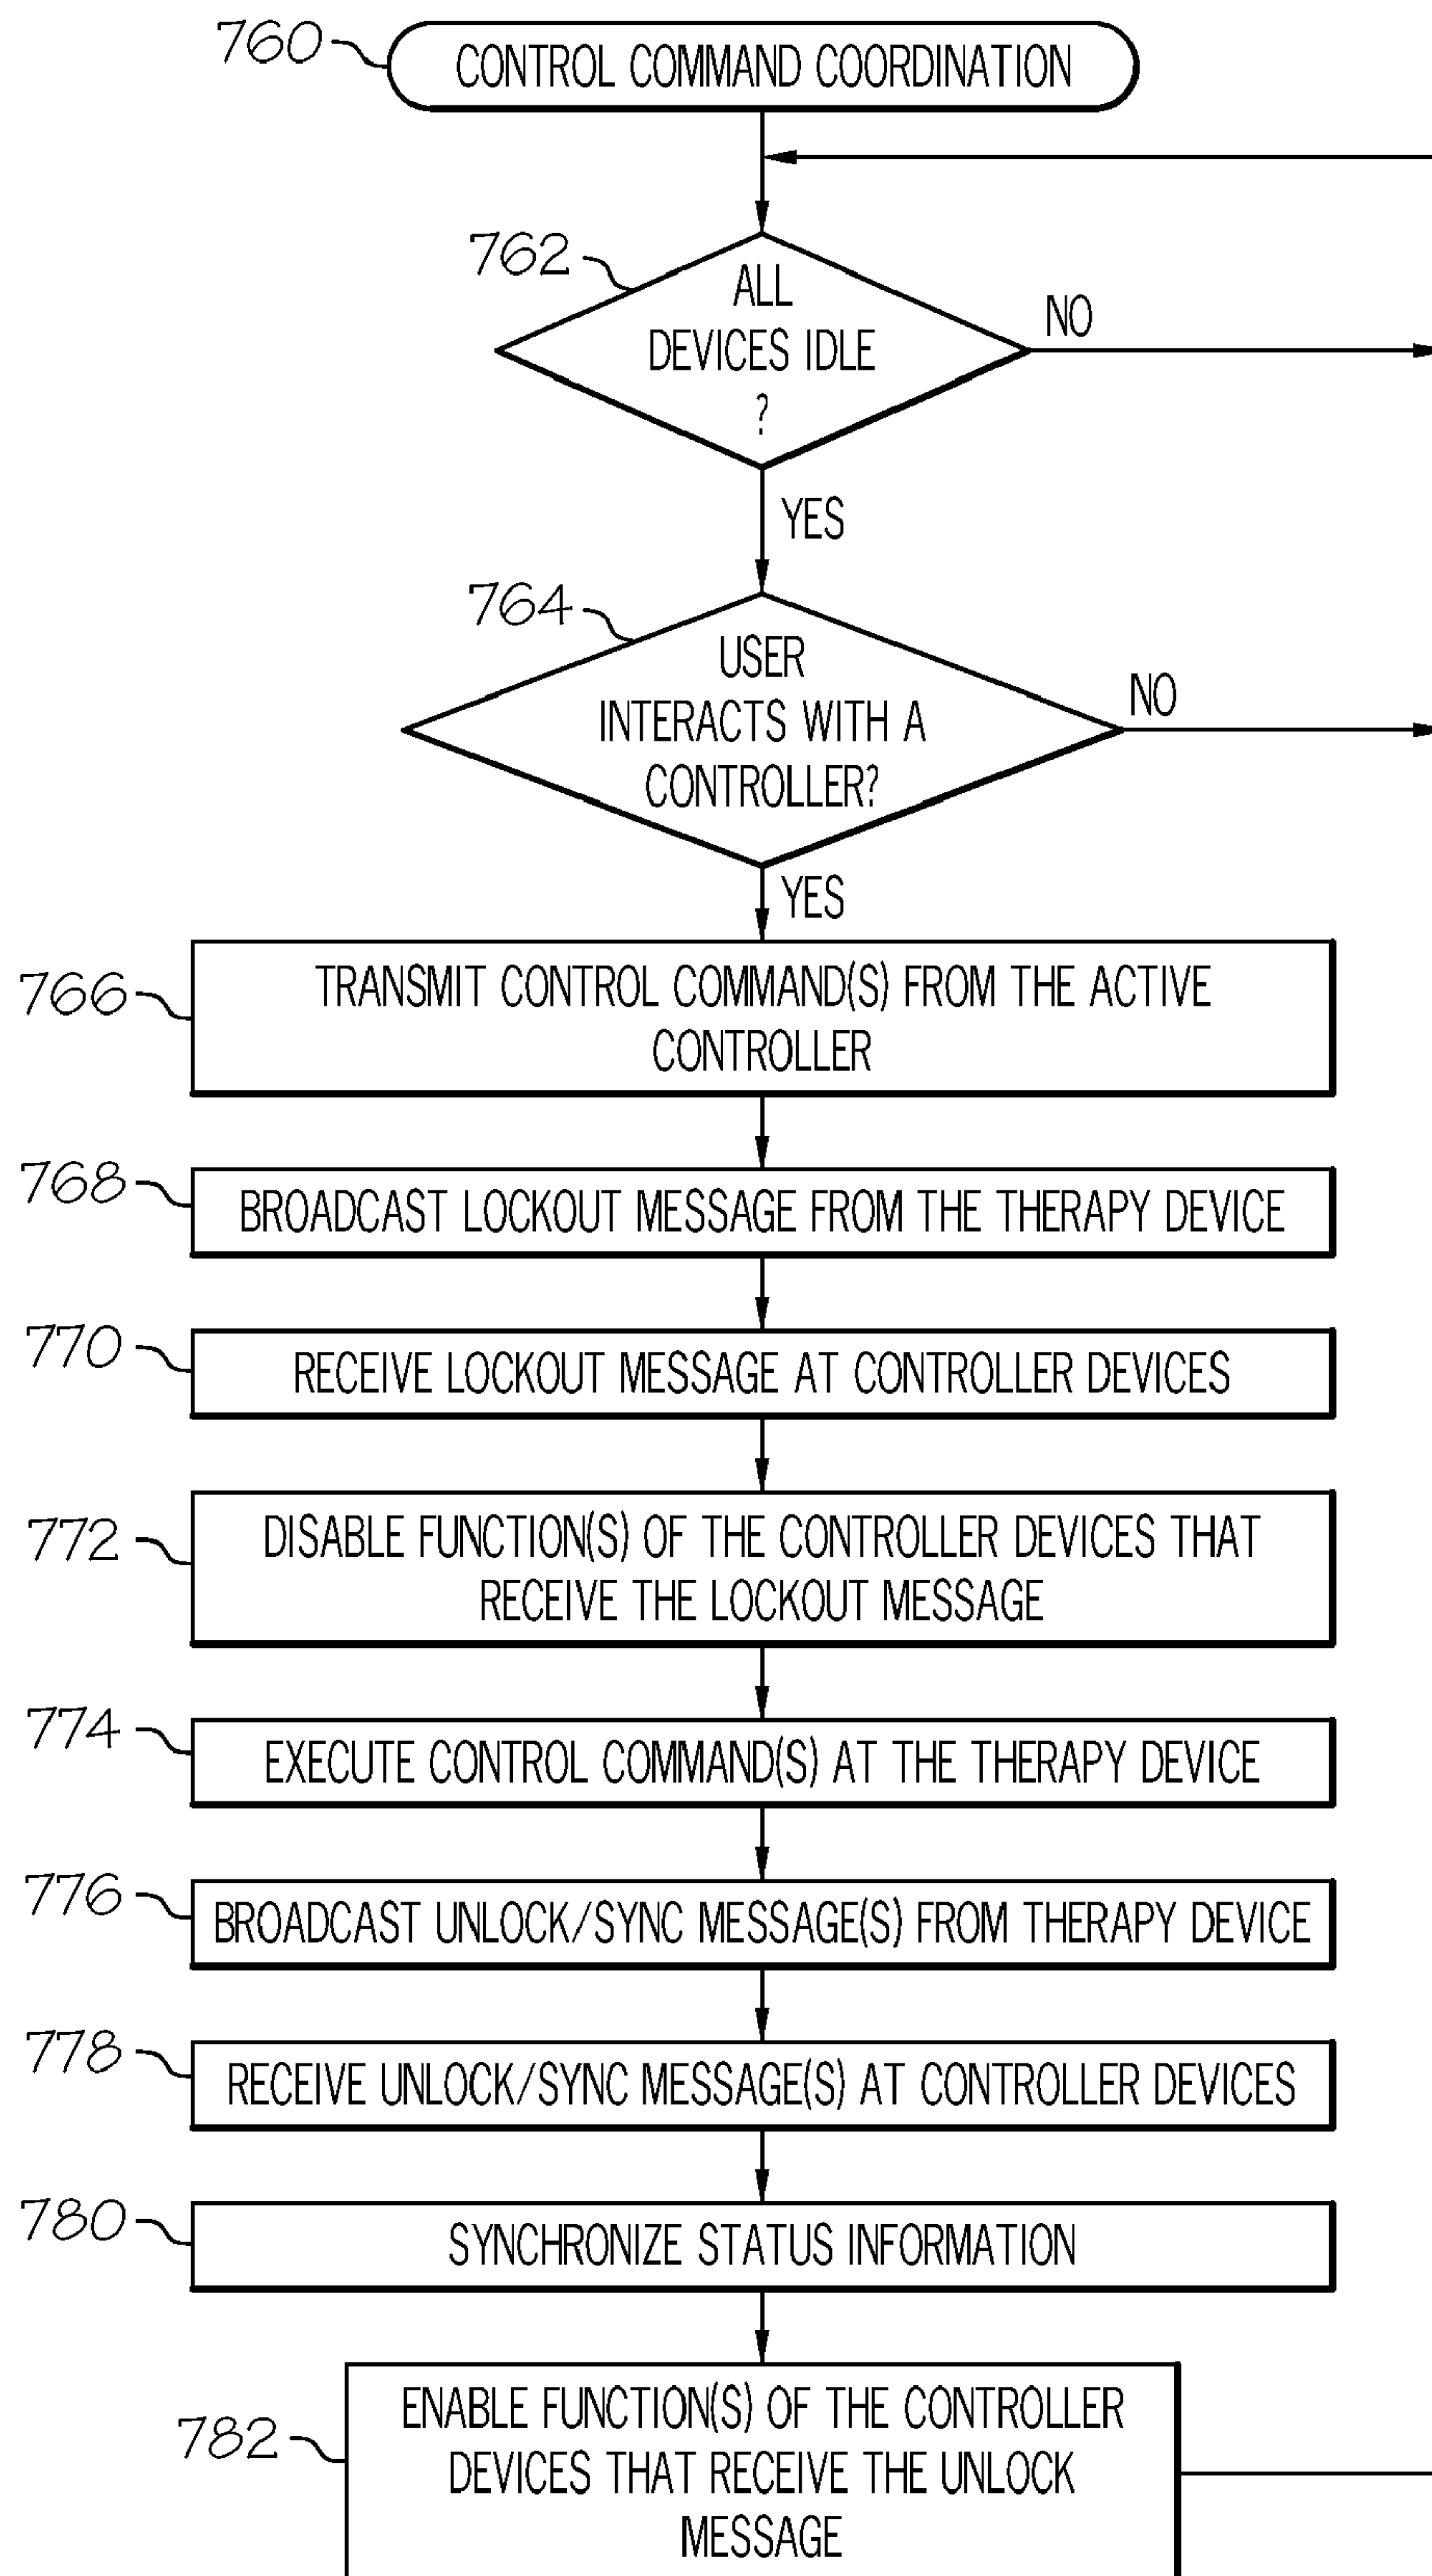 760
CONTROL COMMAND COORDINATION
762
ALL
DEVICES IDLE
?
NO
YES
764
USER
INTERACTS WITH A
CONTROLLER?
NO
YES
766
TRANSMIT CONTROL COMMAND(S) FROM THE ACTIVE
CONTROLLER
768
BROADCAST LOCKOUT MESSAGE FROM THE THERAPY DEVICE
770
RECEIVE LOCKOUT MESSAGE AT CONTROLLER DEVICES
772
DISABLE FUNCTION(S) OF THE CONTROLLER DEVICES THAT
RECEIVE THE LOCKOUT MESSAGE
774
EXECUTE CONTROL COMMAND(S) AT THE THERAPY DEVICE
776
BROADCAST UNLOCK/SYNC MESSAGE(S) FROM THERAPY DEVICE
778
RECEIVE UNLOCK/SYNC MESSAGE(S) AT CONTROLLER DEVICES
780
SYNCHRONIZE STATUS INFORMATION
782
ENABLE FUNCTION(S) OF THE CONTROLLER
DEVICES THAT RECEIVE THE UNLOCK
MESSAGE